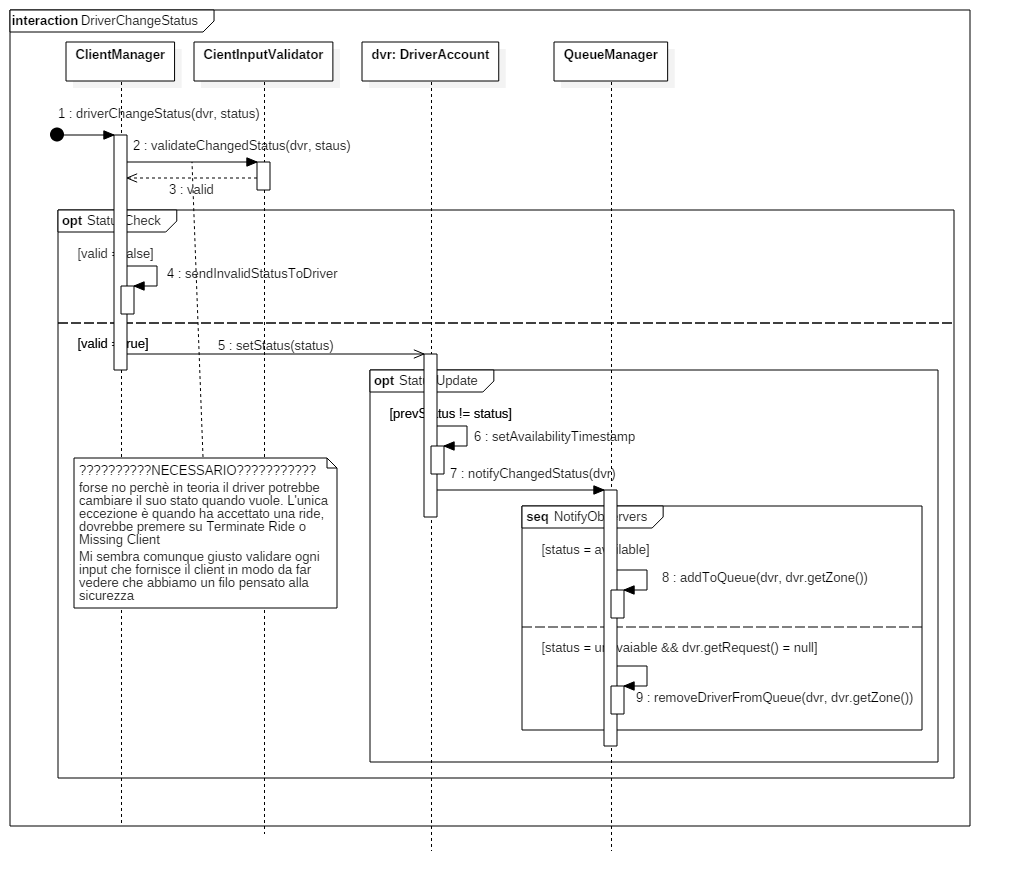 interaction DriverChangeStatus
ClientManager
CientInputValidator
dvr: DriverAccount
QueueManager
1 : driverChangeStatus(dvr, status)
2 : validateChangedStatus(dvr, staus)
3 : valid
opt Status Check
[valid = false]
4 : sendInvalidStatusToDriver
[valid = true]
5 : setStatus(status)
opt Status Update
[prevStatus != status]
6 : setAvailabilityTimestamp
7 : notifyChangedStatus(dvr)
??????????NECESSARIO???????????
forse no perchè in teoria il driver potrebbe
cambiare il suo stato quando vuole. L'unica
eccezione è quando ha accettato una ride,
dovrebbe premere su Terminate Ride o
Missing Client
Mi sembra comunque giusto validare ogni
input che fornisce il client in modo da far
vedere che abbiamo un filo pensato alla
sicurezza
seq NotifyObservers
[status = available]
8 : addToQueue(dvr, dvr.getZone())
[status = unavaiable && dvr.getRequest() = null]
9 : removeDriverFromQueue(dvr, dvr.getZone())